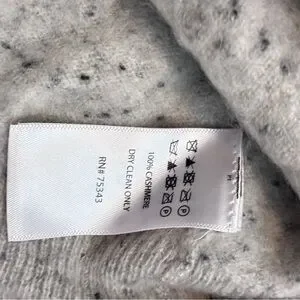 100% CASHMERE
DRY CLEAN ONLY
RN# 75343